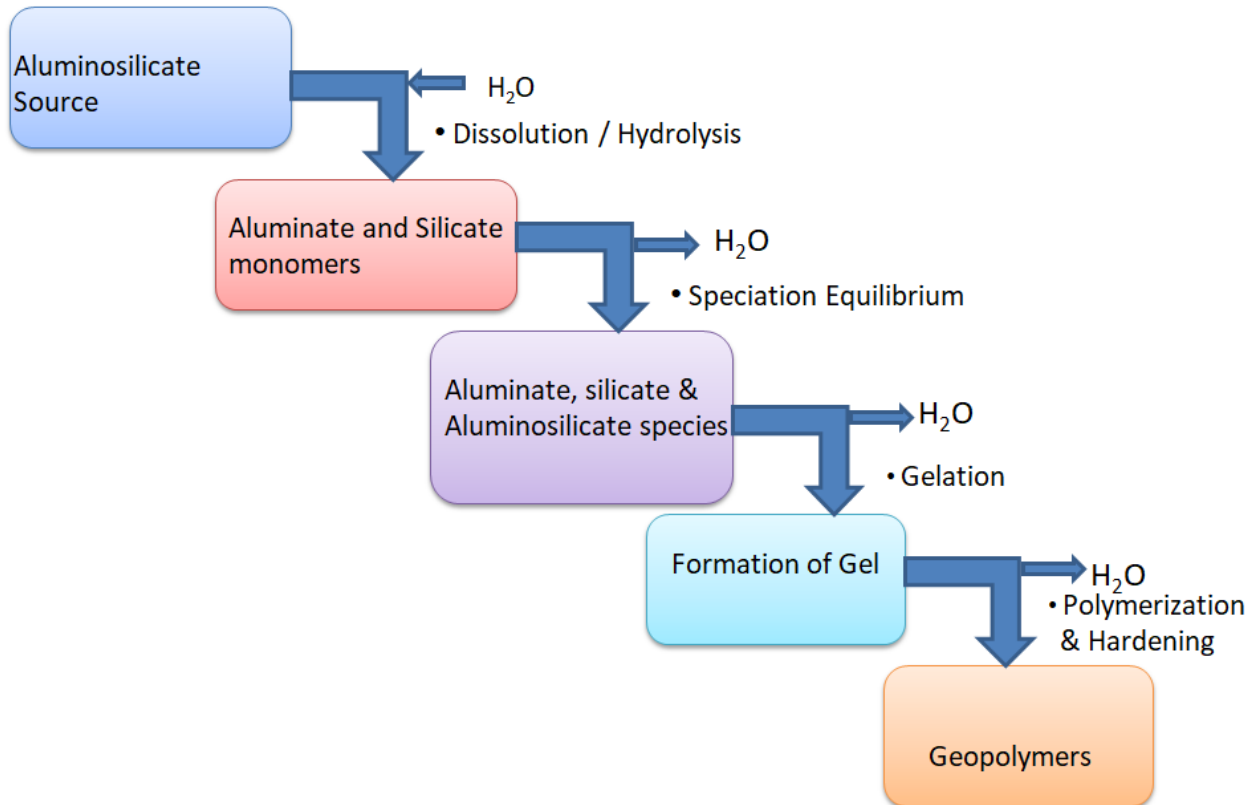 Aluminosilicate
Source
H₂O
• Dissolution / Hydrolysis
Aluminate and Silicate
monomers
H₂O
• Speciation Equilibrium
Aluminate, silicate &
Aluminosilicate species
H₂O
• Gelation
Formation of Gel
H₂O
• Polymerization
& Hardening
Geopolymers